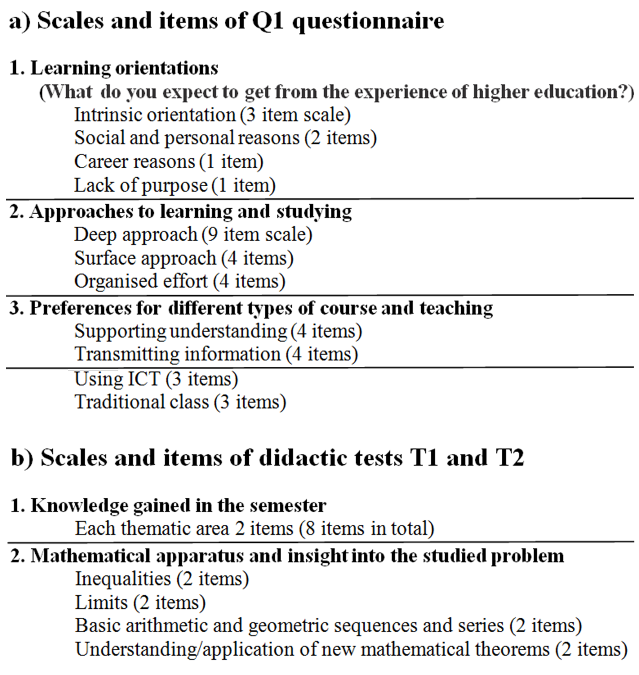 a) Scales and items of Q1 questionnaire
1. Learning orientations
(What do you expect to get from the experience of higher education?)
Intrinsic orientation (3 item scale)
Social and personal reasons (2 items)
Career reasons (1 item)
Lack of purpose (1 item)
2. Approaches to learning and studying
Deep approach (9 item scale)
Surface approach (4 items)
Organised effort (4 items)
3. Preferences for different types of course and teaching
Supporting understanding (4 items)
Transmitting information (4 items)
Using ICT (3 items)
Traditional class (3 items)
b) Scales and items of didactic tests T1 and T2
1. Knowledge gained in the semester
Each thematic area 2 items (8 items in total)
2. Mathematical apparatus and insight into the studied problem
Inequalities (2 items)
Limits (2 items)
Basic arithmetic and geometric sequences and series (2 items)
Understanding/application of new mathematical theorems (2 items)